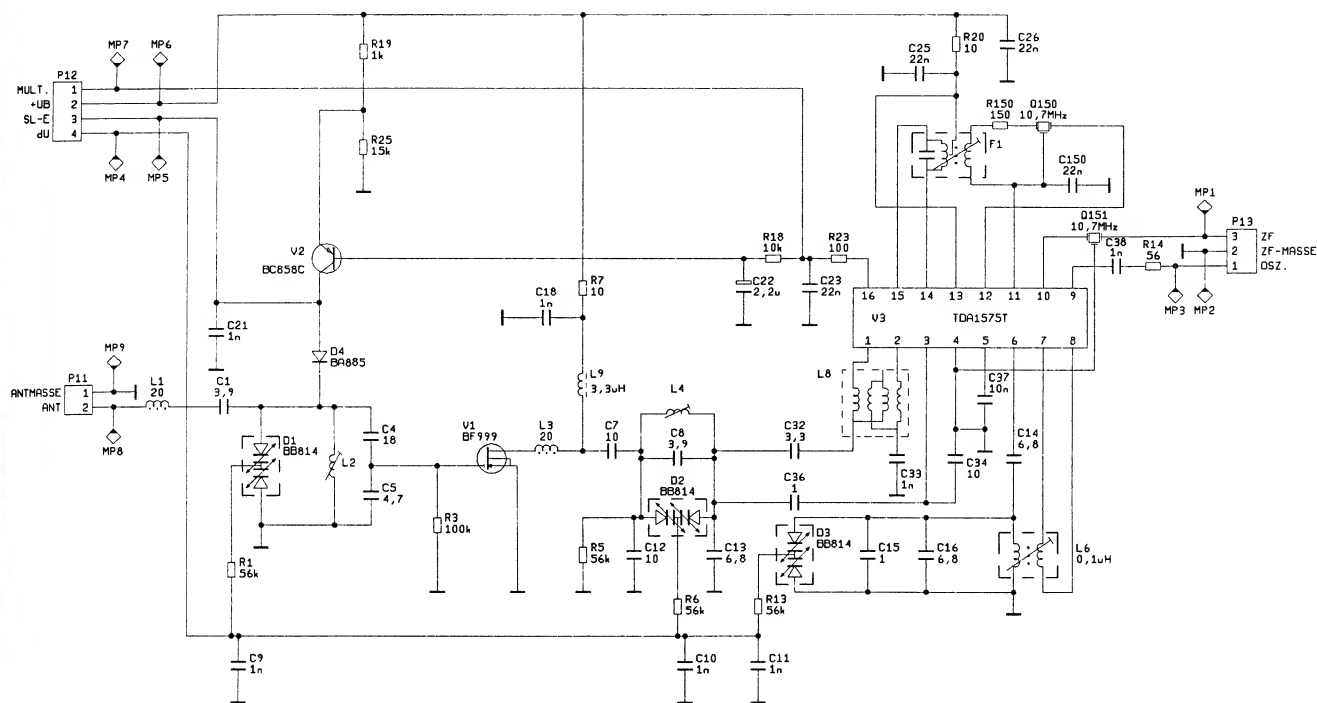 MP7
MP6
P12
MULT.
1
+UB
2
SL-E
3
dU
4
MP4
MP5
R19
1k
R25
15k
V2
BC858C
C21
1n
D4
BA885
MP9
P11
ANTMASSE
1
ANT
2
MP8
L1
20
C1
3,9
D1
BB814
L2
C4
18
C5
4,7
R1
56k
C9
1n
R3
100k
V1
BF999
L3
20
R7
10
C18
1n
L9
3,3uH
C7
10
L4
C8
3,9
D2
BB814
R5
56k
C12
10
C13
6,8
R6
56k
C10
1n
C11
1n
R13
56k
C32
3,3
C36
1
D3
BB814
C15
1
C16
6,8
L6
0,1uH
C14
6,8
C33
1n
C34
10
C37
10n
L8
V3
TDA1575T
16 15 14 13 12 11 10 9
1 2 3 4 5 6 7 8
R18
10k
R23
100
C22
2,2u
C23
22n
C25
22n
R20
10
C26
22n
R150
150
Q150
10,7MHz
F1
C150
22n
Q151
10,7MHz
C38
1n
R14
56
MP1
P13
3
ZF
2
ZF-MASSE
1
OSZ.
MP3
MP2